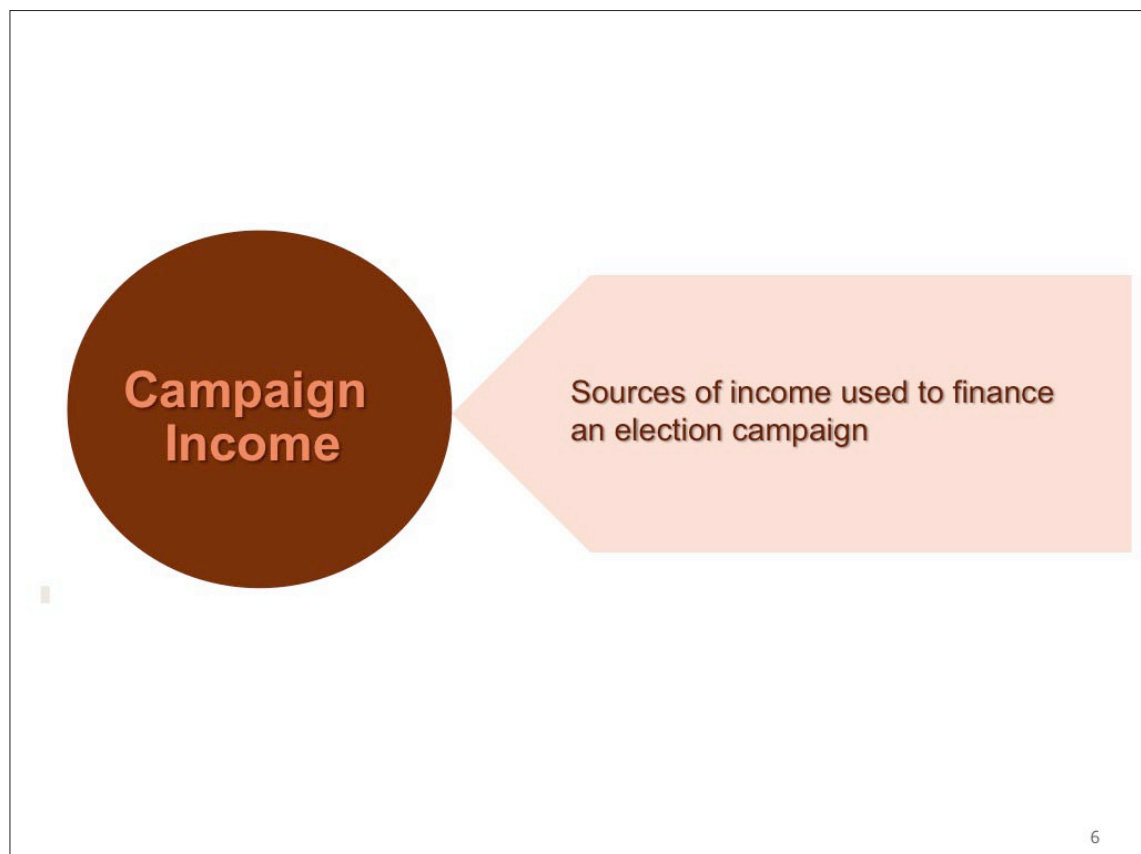 Campaign
Income
Sources of income used to finance
an election campaign
6